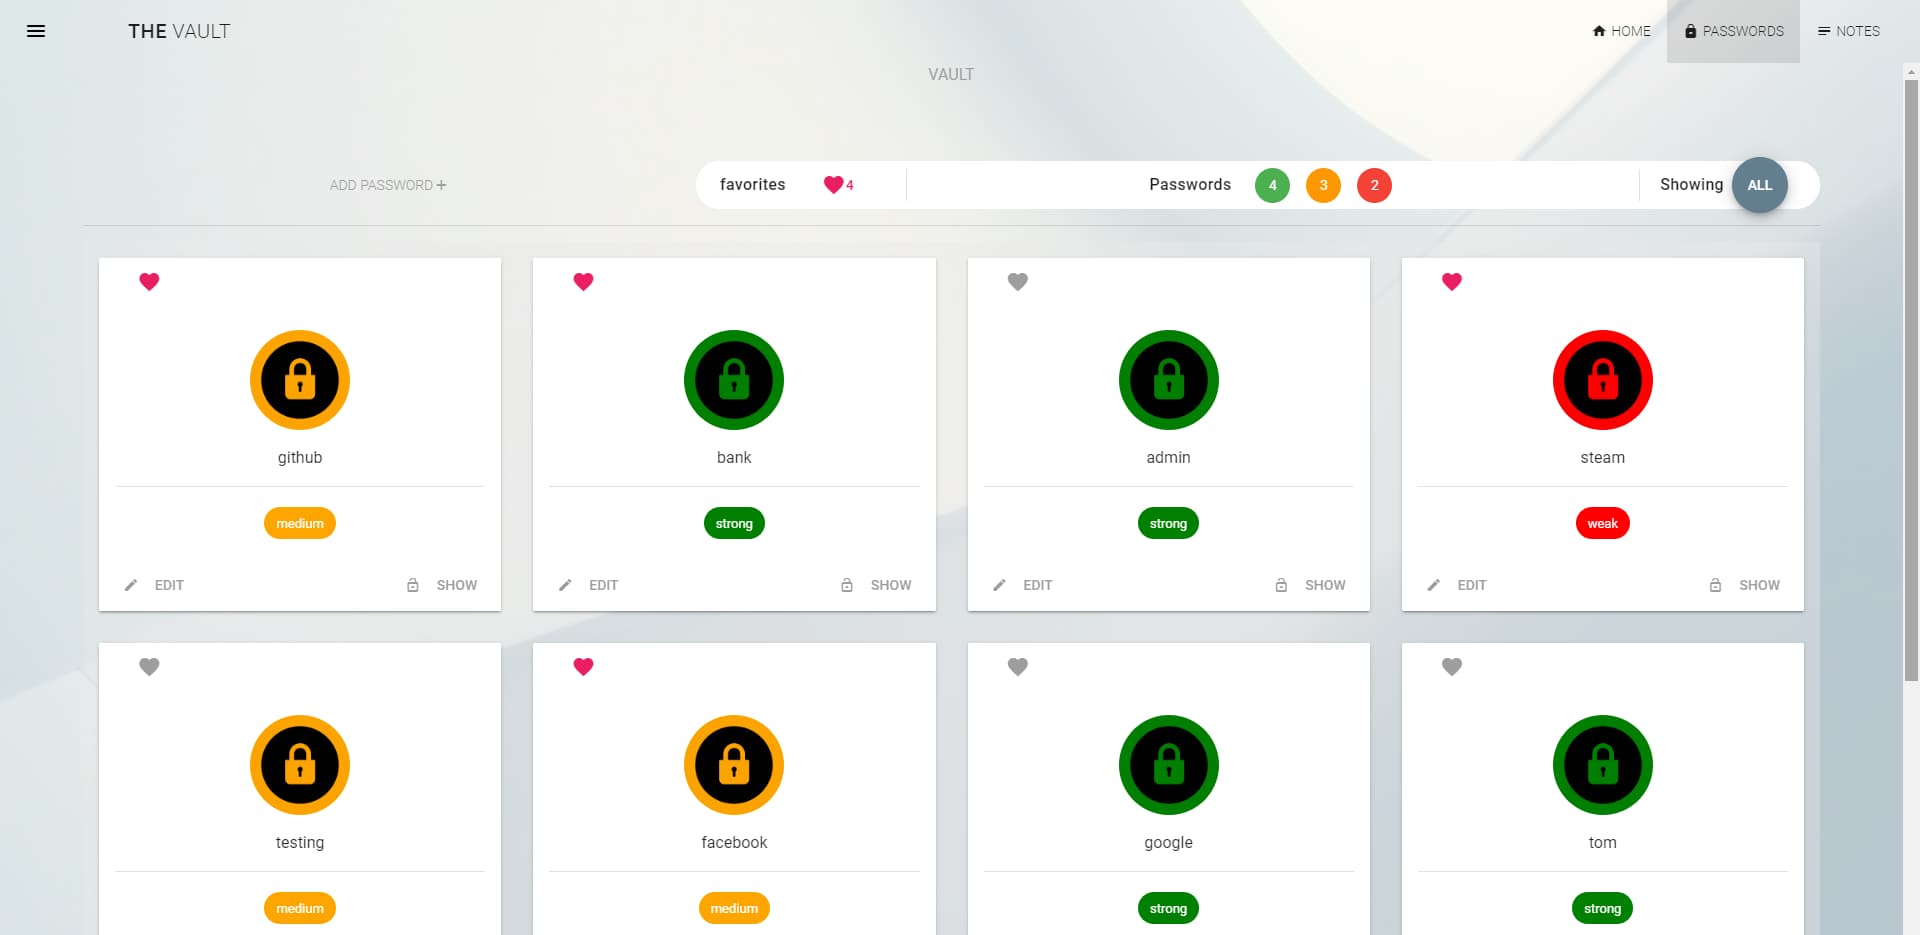 THE VAULT
HOME
PASSWORDS
NOTES
VAULT
ADD PASSWORD
favorites 4
Passwords 4 3 2
Showing ALL
github
bank
admin
steam
medium
strong
strong
weak
EDIT SHOW
EDIT SHOW
EDIT SHOW
EDIT SHOW
testing
facebook
google
tom
medium
medium
strong
strong